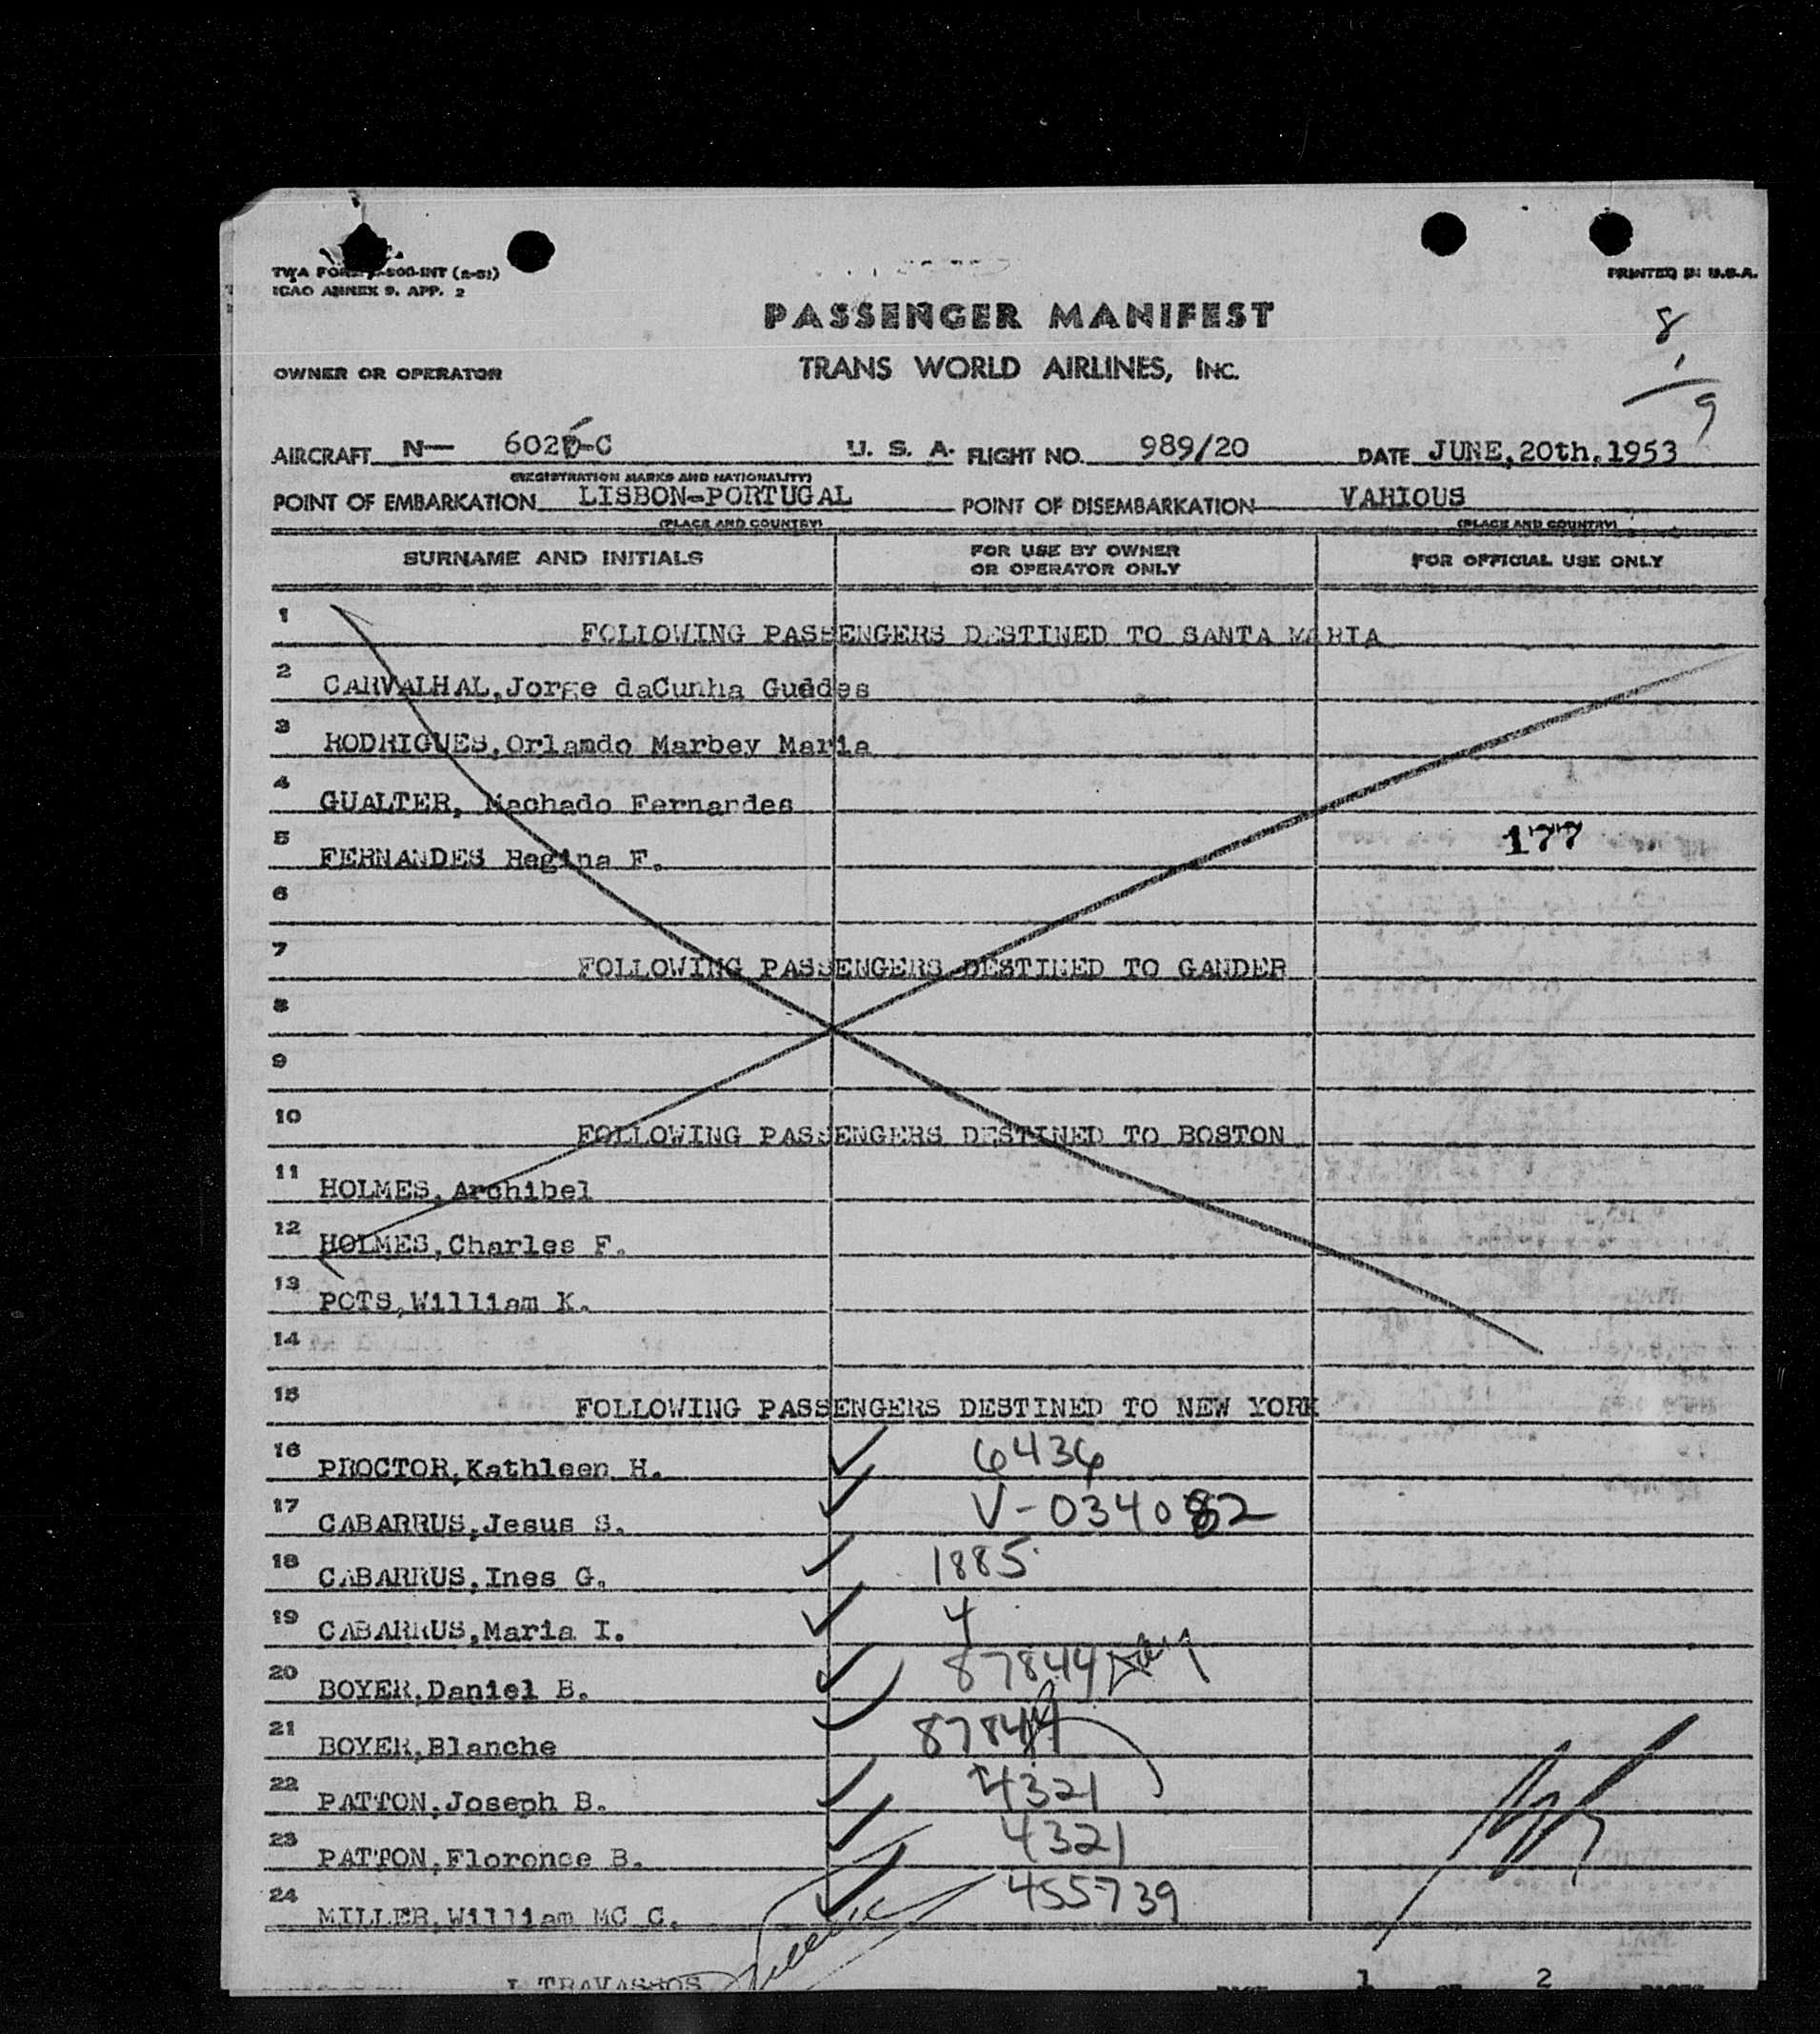 ICAO ANNEX 9. APP. 2
PRINTED IN U.S.A.
PASSENGER MANIFEST
8
1
9
OWNER OR OPERATOR TRANS WORLD AIRLINES, INC.
AIRCRAFT N— U. S. A. FLIGHT NO. 989/20 DATE JUNE,20th.1953
(REGISTRATION MARKS AND NATIONALITY)
POINT OF EMBARKATION LISBON-PORTUGAL POINT OF DISEMBARKATION VARIOUS
(PLACE AND COUNTRY) (PLACE AND COUNTRY)
SURNAME AND INITIALS FOR USE BY OWNER OR OPERATOR ONLY FOR OFFICIAL USE ONLY
1 FOLLOWING PASSENGERS DESTINED TO SANTA MARIA
2 CARVALHAL,Jorge daCunha Guedes
3 RODRIGUES,Orlando Marbey Maria
4 GUALTER, Machado Fernandes
5 FERNANDES Regina F. 177
6
7 FOLLOWING PASSENGERS DESTINED TO GANDER
8
9
10 FOLLOWING PASSENGERS DESTINED TO BOSTON
11 HOLMES, Archibel
12 HOLMES,Charles F.
13 POTS,William K.
14
15 FOLLOWING PASSENGERS DESTINED TO NEW YORK
16 PROCTOR,Kathleen H. 6436
17 CABARRUS,Jesus S. V-034082
18 CABARRUS,Ines G. 1885
19 CABARRUS,Maria I. 4
20 BOYER,Daniel B. 87844
21 BOYER,Blanche 87844
22 PATTON,Joseph B. 4321
23 PATTON,Florence B. 4321
24 MILLER,William MC C. 455739
TRAVASSOS
PAGE 1 OF 2 PAGES